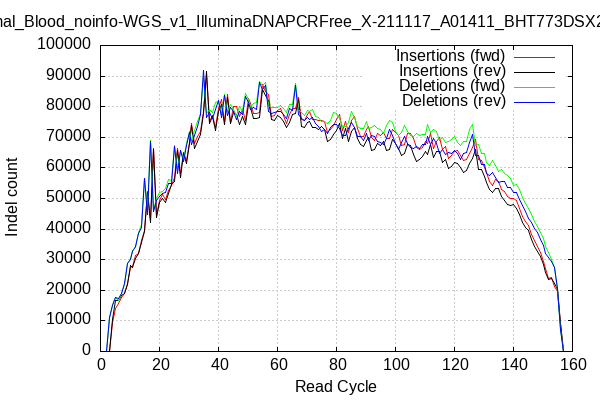 nal_Blood_noinfo-WGS_v1_IlluminaDNAPCRFree_X-211117_A01411_BHT773DSX2
Insertions (fwd)
Insertions (rev)
Deletions (fwd)
Deletions (rev)
100000
90000
80000
70000
60000
50000
40000
30000
20000
10000
0
Indel count
0 20 40 60 80 100 120 140 160
Read Cycle